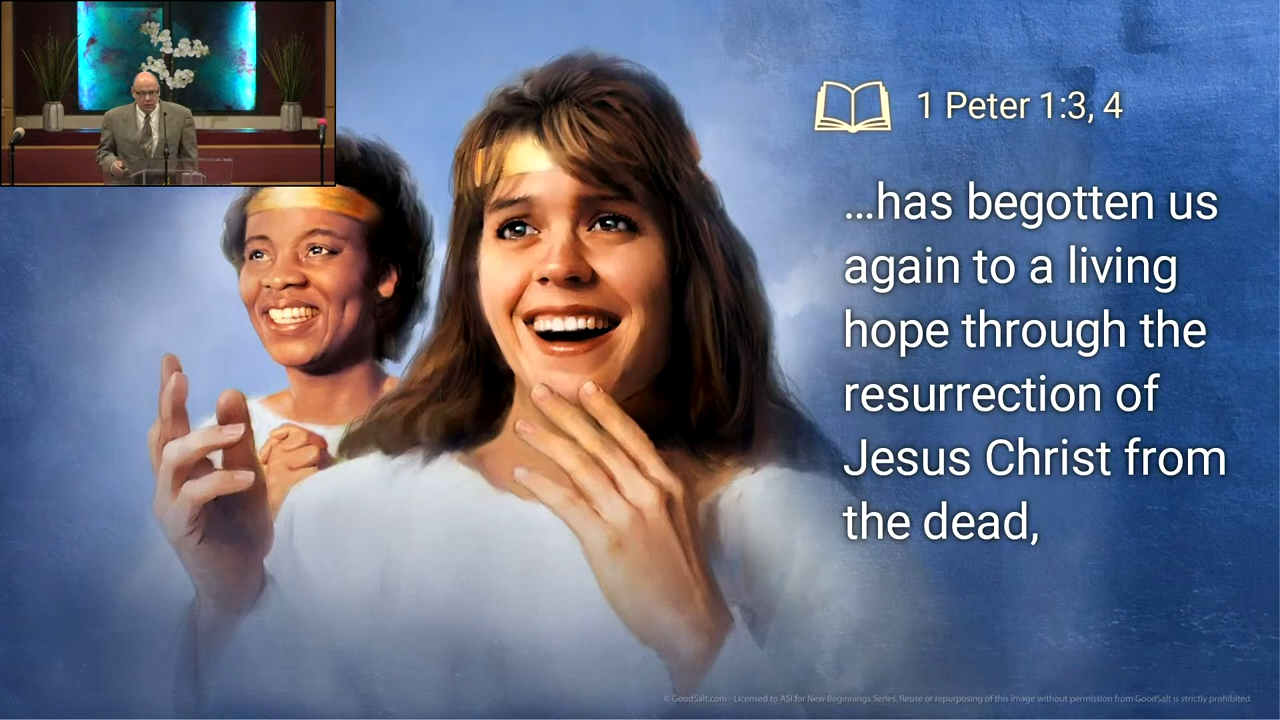 1 Peter 1:3, 4
...has begotten us
again to a living
hope through the
resurrection of
Jesus Christ from
the dead,
© GoodSalt.com - Licensed to ASI for New Beginnings Series. Reuse or repurposing of this image without permission from GoodSalt is strictly prohibited.